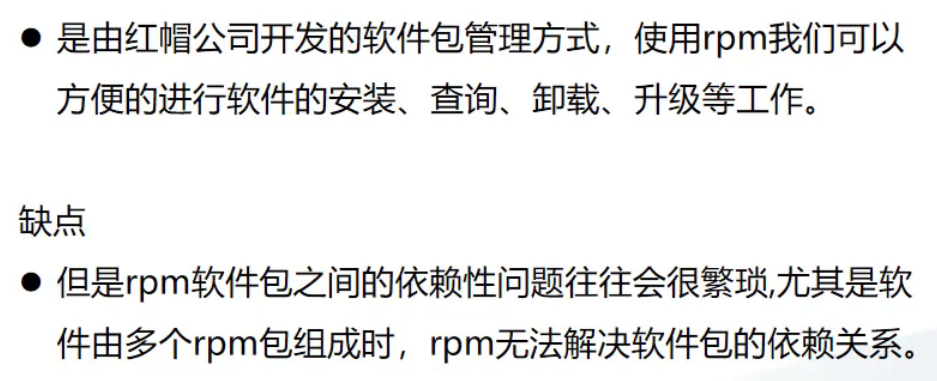 ● 是由红帽公司开发的软件包管理方式，使用rpm我们可以
方便的进行软件的安装、查询、卸载、升级等工作。
缺点
● 但是rpm软件包之间的依赖性问题往往会很繁琐,尤其是软
件由多个rpm包组成时，rpm无法解决软件包的依赖关系。